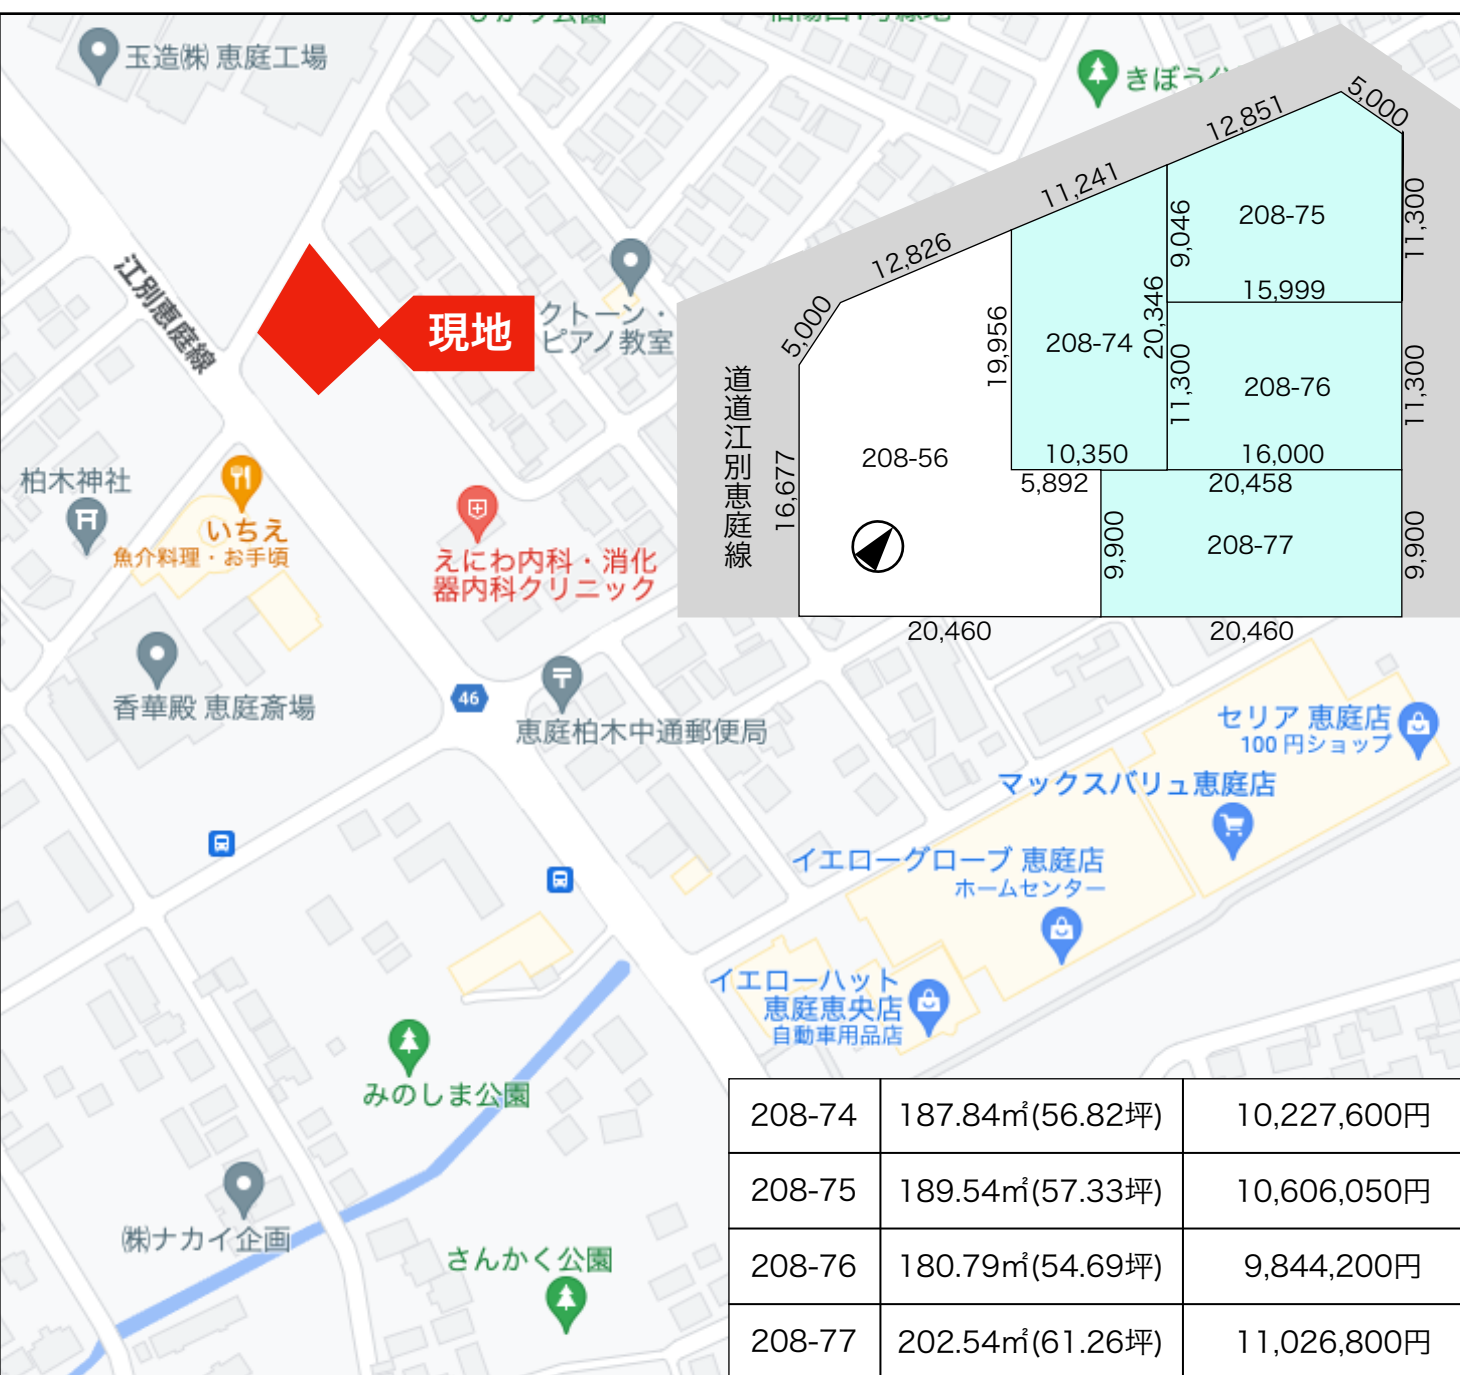 玉造㈱ 恵庭工場
きぼう
江別恵庭線
現地
クトーン・
ピアノ教室
柏木神社
いちえ
魚介料理・お手頃
えにわ内科・消化
器内科クリニック
香華殿 恵庭斎場
46
恵庭柏木中通郵便局
セリア 恵庭店
100 円ショップ
マックスバリュ恵庭店
イエローグローブ 恵庭店
ホームセンター
イエローハット
恵庭恵央店
自動車用品店
みのしま公園
㈱ナカイ企画
さんかく公園
道道江別恵庭線
5,000
12,826
11,241
12,851
5,000
11,300
9,046
208-75
15,999
19,956
208-74
20,346
11,300
208-76
11,300
16,677
208-56
10,350
16,000
5,892
20,458
9,900
208-77
9,900
20,460
20,460
208-74 187.84㎡(56.82坪) 10,227,600円
208-75 189.54㎡(57.33坪) 10,606,050円
208-76 180.79㎡(54.69坪) 9,844,200円
208-77 202.54㎡(61.26坪) 11,026,800円